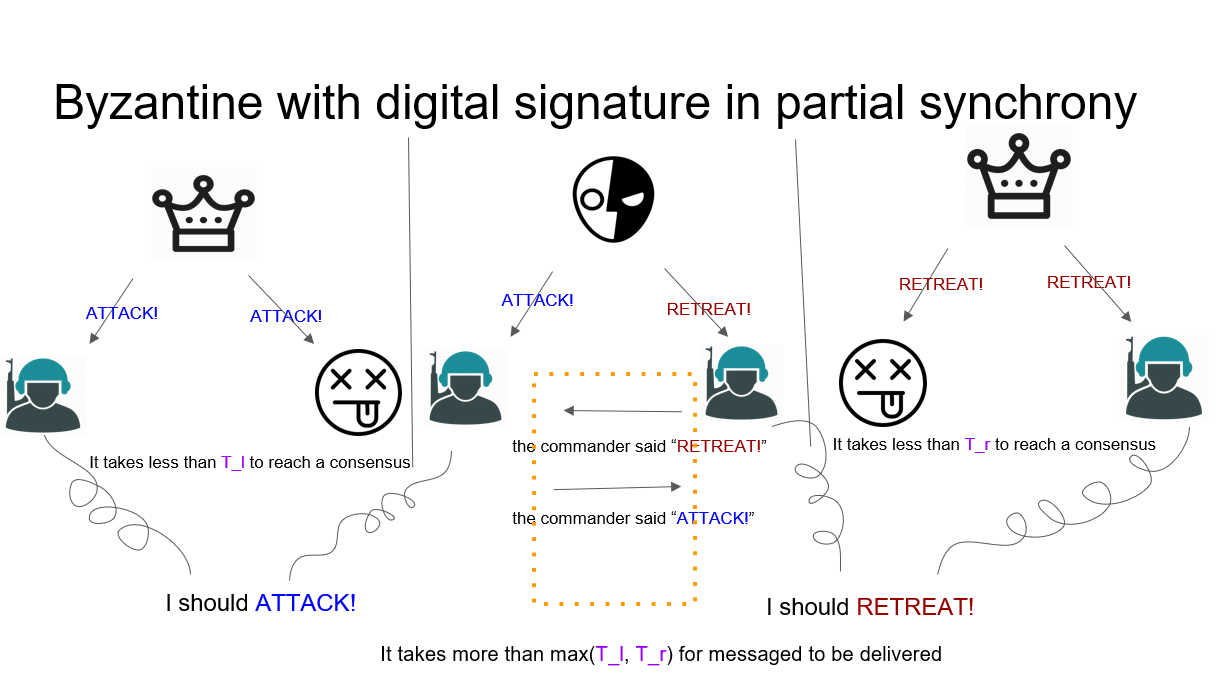 Byzantine with digital signature in partial synchrony
ATTACK!
ATTACK!
ATTACK!
RETREAT!
RETREAT!
RETREAT!
It takes less than T_l to reach a consensus
the commander said “RETREAT!”
the commander said “ATTACK!”
It takes less than T_r to reach a consensus
I should ATTACK!
I should RETREAT!
It takes more than max(T_l, T_r) for messaged to be delivered